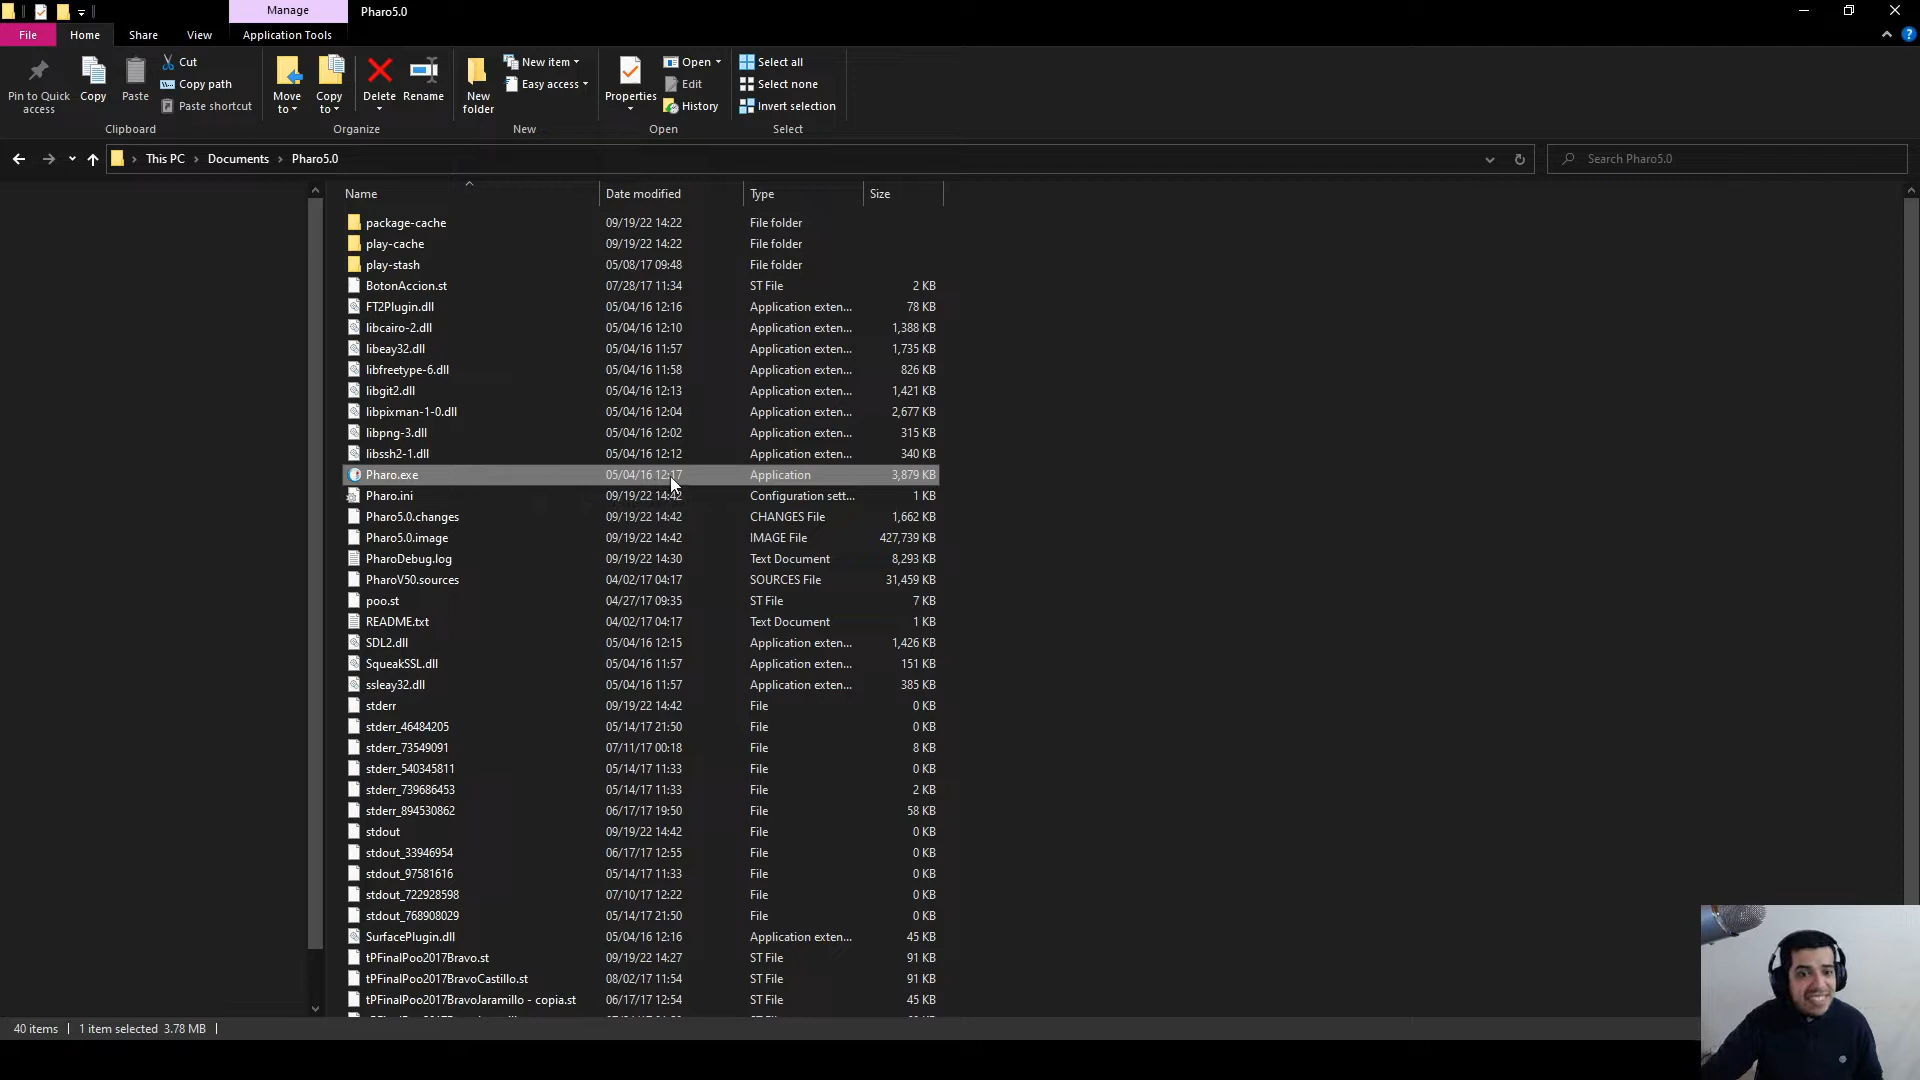 Manage
Pharo5.0
File
Home
Share
View
Application Tools
Pin to Quick access
Copy
Paste
Cut
Copy path
Paste shortcut
Clipboard
Move to
Copy to
Delete
Rename
Organize
New folder
New item
Easy access
New
Properties
Open
Edit
History
Open
Select all
Select none
Invert selection
Select
This PC > Documents > Pharo5.0
Search Pharo5.0
Name Date modified Type Size
package-cache 09/19/22 14:22 File folder
play-cache 09/19/22 14:22 File folder
play-stash 05/08/17 09:48 File folder
BotonAccion.st 07/28/17 11:34 ST File 2 KB
FT2Plugin.dll 05/04/16 12:16 Application exten... 78 KB
libcairo-2.dll 05/04/16 12:10 Application exten... 1,388 KB
libeay32.dll 05/04/16 11:57 Application exten... 1,735 KB
libfreetype-6.dll 05/04/16 11:58 Application exten... 826 KB
libgit2.dll 05/04/16 12:13 Application exten... 1,421 KB
libpixman-1-0.dll 05/04/16 12:04 Application exten... 2,677 KB
libpng-3.dll 05/04/16 12:02 Application exten... 315 KB
libssh2-1.dll 05/04/16 12:12 Application exten... 340 KB
Pharo.exe 05/04/16 12:17 Application 3,879 KB
Pharo.ini 09/19/22 14:42 Configuration sett... 1 KB
Pharo5.0.changes 09/19/22 14:42 CHANGES File 1,662 KB
Pharo5.0.image 09/19/22 14:42 IMAGE File 427,739 KB
PharoDebug.log 09/19/22 14:30 Text Document 8,293 KB
PharoV50.sources 04/02/17 04:17 SOURCES File 31,459 KB
poo.st 04/27/17 09:35 ST File 7 KB
README.txt 04/02/17 04:17 Text Document 1 KB
SDL2.dll 05/04/16 12:15 Application exten... 1,426 KB
SqueakSSL.dll 05/04/16 11:57 Application exten... 151 KB
ssleay32.dll 05/04/16 11:57 Application exten... 385 KB
stderr 09/19/22 14:42 File 0 KB
stderr_46484205 05/14/17 21:50 File 0 KB
stderr_73549091 07/11/17 00:18 File 8 KB
stderr_540345811 05/14/17 11:33 File 0 KB
stderr_739686453 05/14/17 11:33 File 2 KB
stderr_894530862 06/17/17 19:50 File 58 KB
stdout 09/19/22 14:42 File 0 KB
stdout_33946954 06/17/17 12:55 File 0 KB
stdout_97581616 05/14/17 11:33 File 0 KB
stdout_722928598 07/10/17 12:22 File 0 KB
stdout_768908029 05/14/17 21:50 File 0 KB
SurfacePlugin.dll 05/04/16 12:16 Application exten... 45 KB
tPFinalPoo2017Bravo.st 09/19/22 14:27 ST File 91 KB
tPFinalPoo2017BravoCastillo.st 08/02/17 11:54 ST File 91 KB
tPFinalPoo2017BravoJaramillo - copia.st 06/17/17 12:54 ST File 45 KB
40 items 1 item selected 3.78 MB